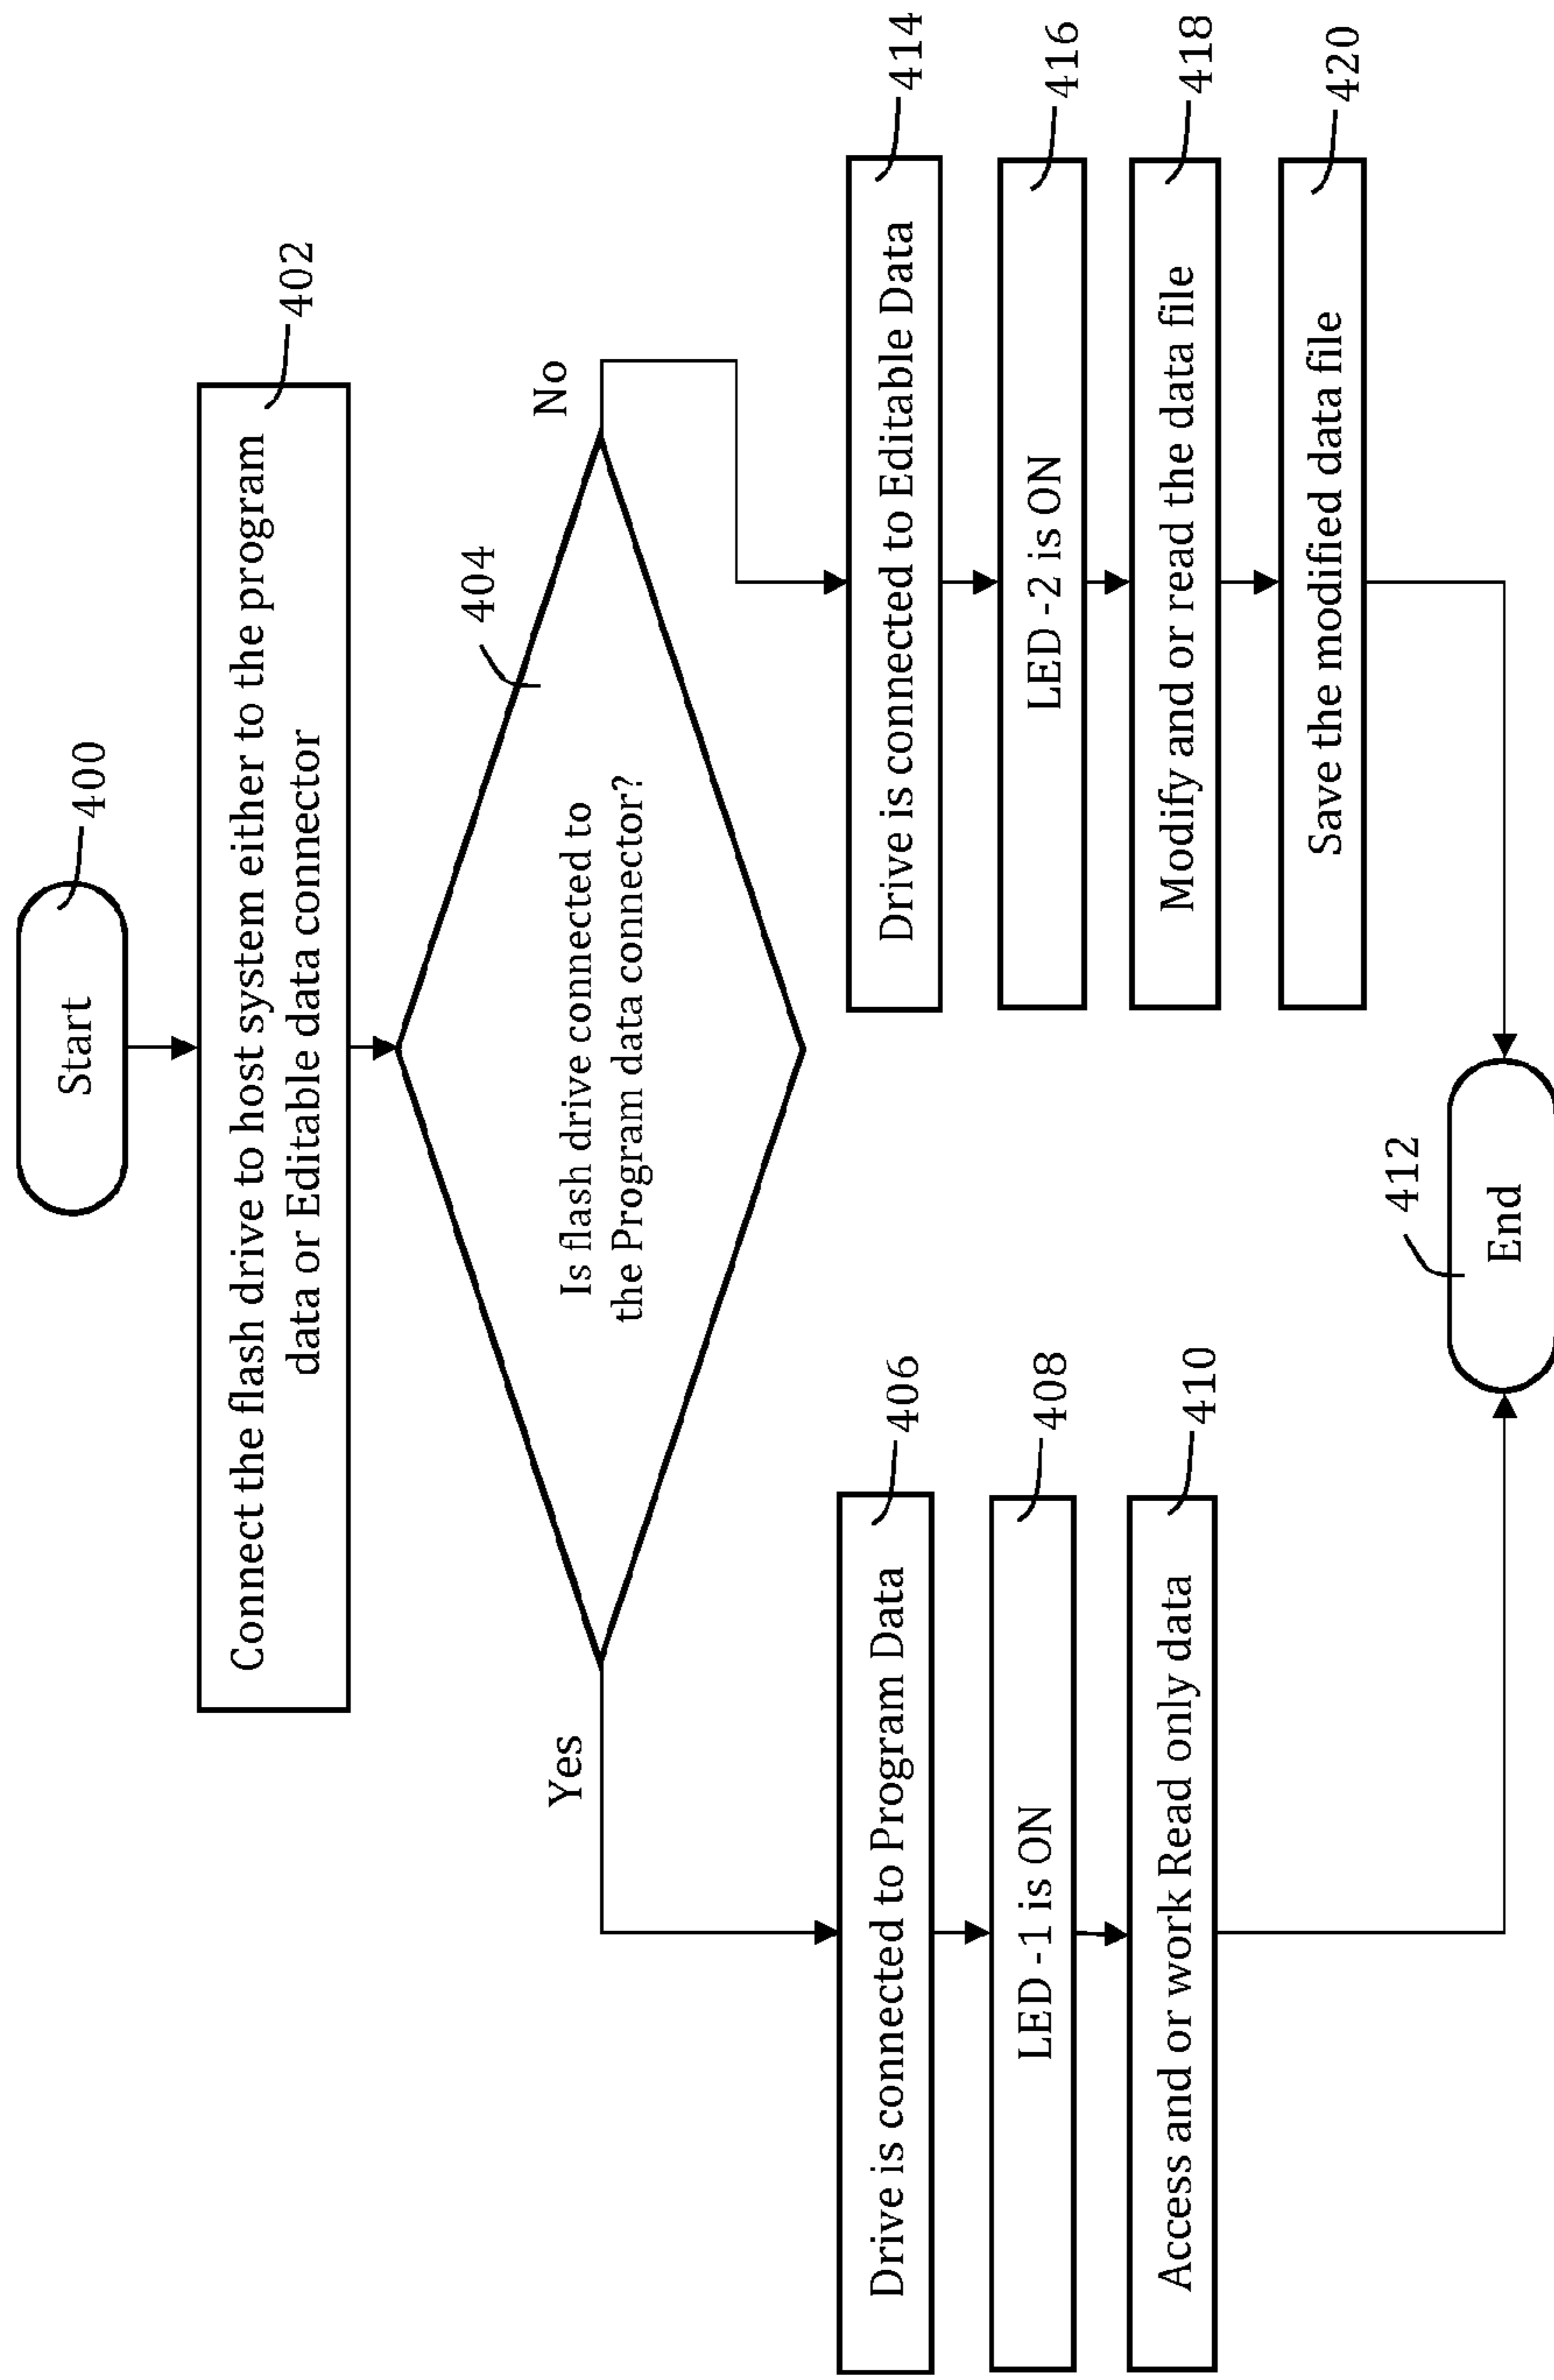 Start
400
Connect the flash drive to host system either to the program
data or Editable data connector
402
404
Is flash drive connected to
the Program data connector?
Yes
No
Drive is connected to Program Data
406
LED -1 is ON
408
Access and or work Read only data
410
Drive is connected to Editable Data
414
LED -2 is ON
416
Modify and or read the data file
418
Save the modified data file
420
412
End